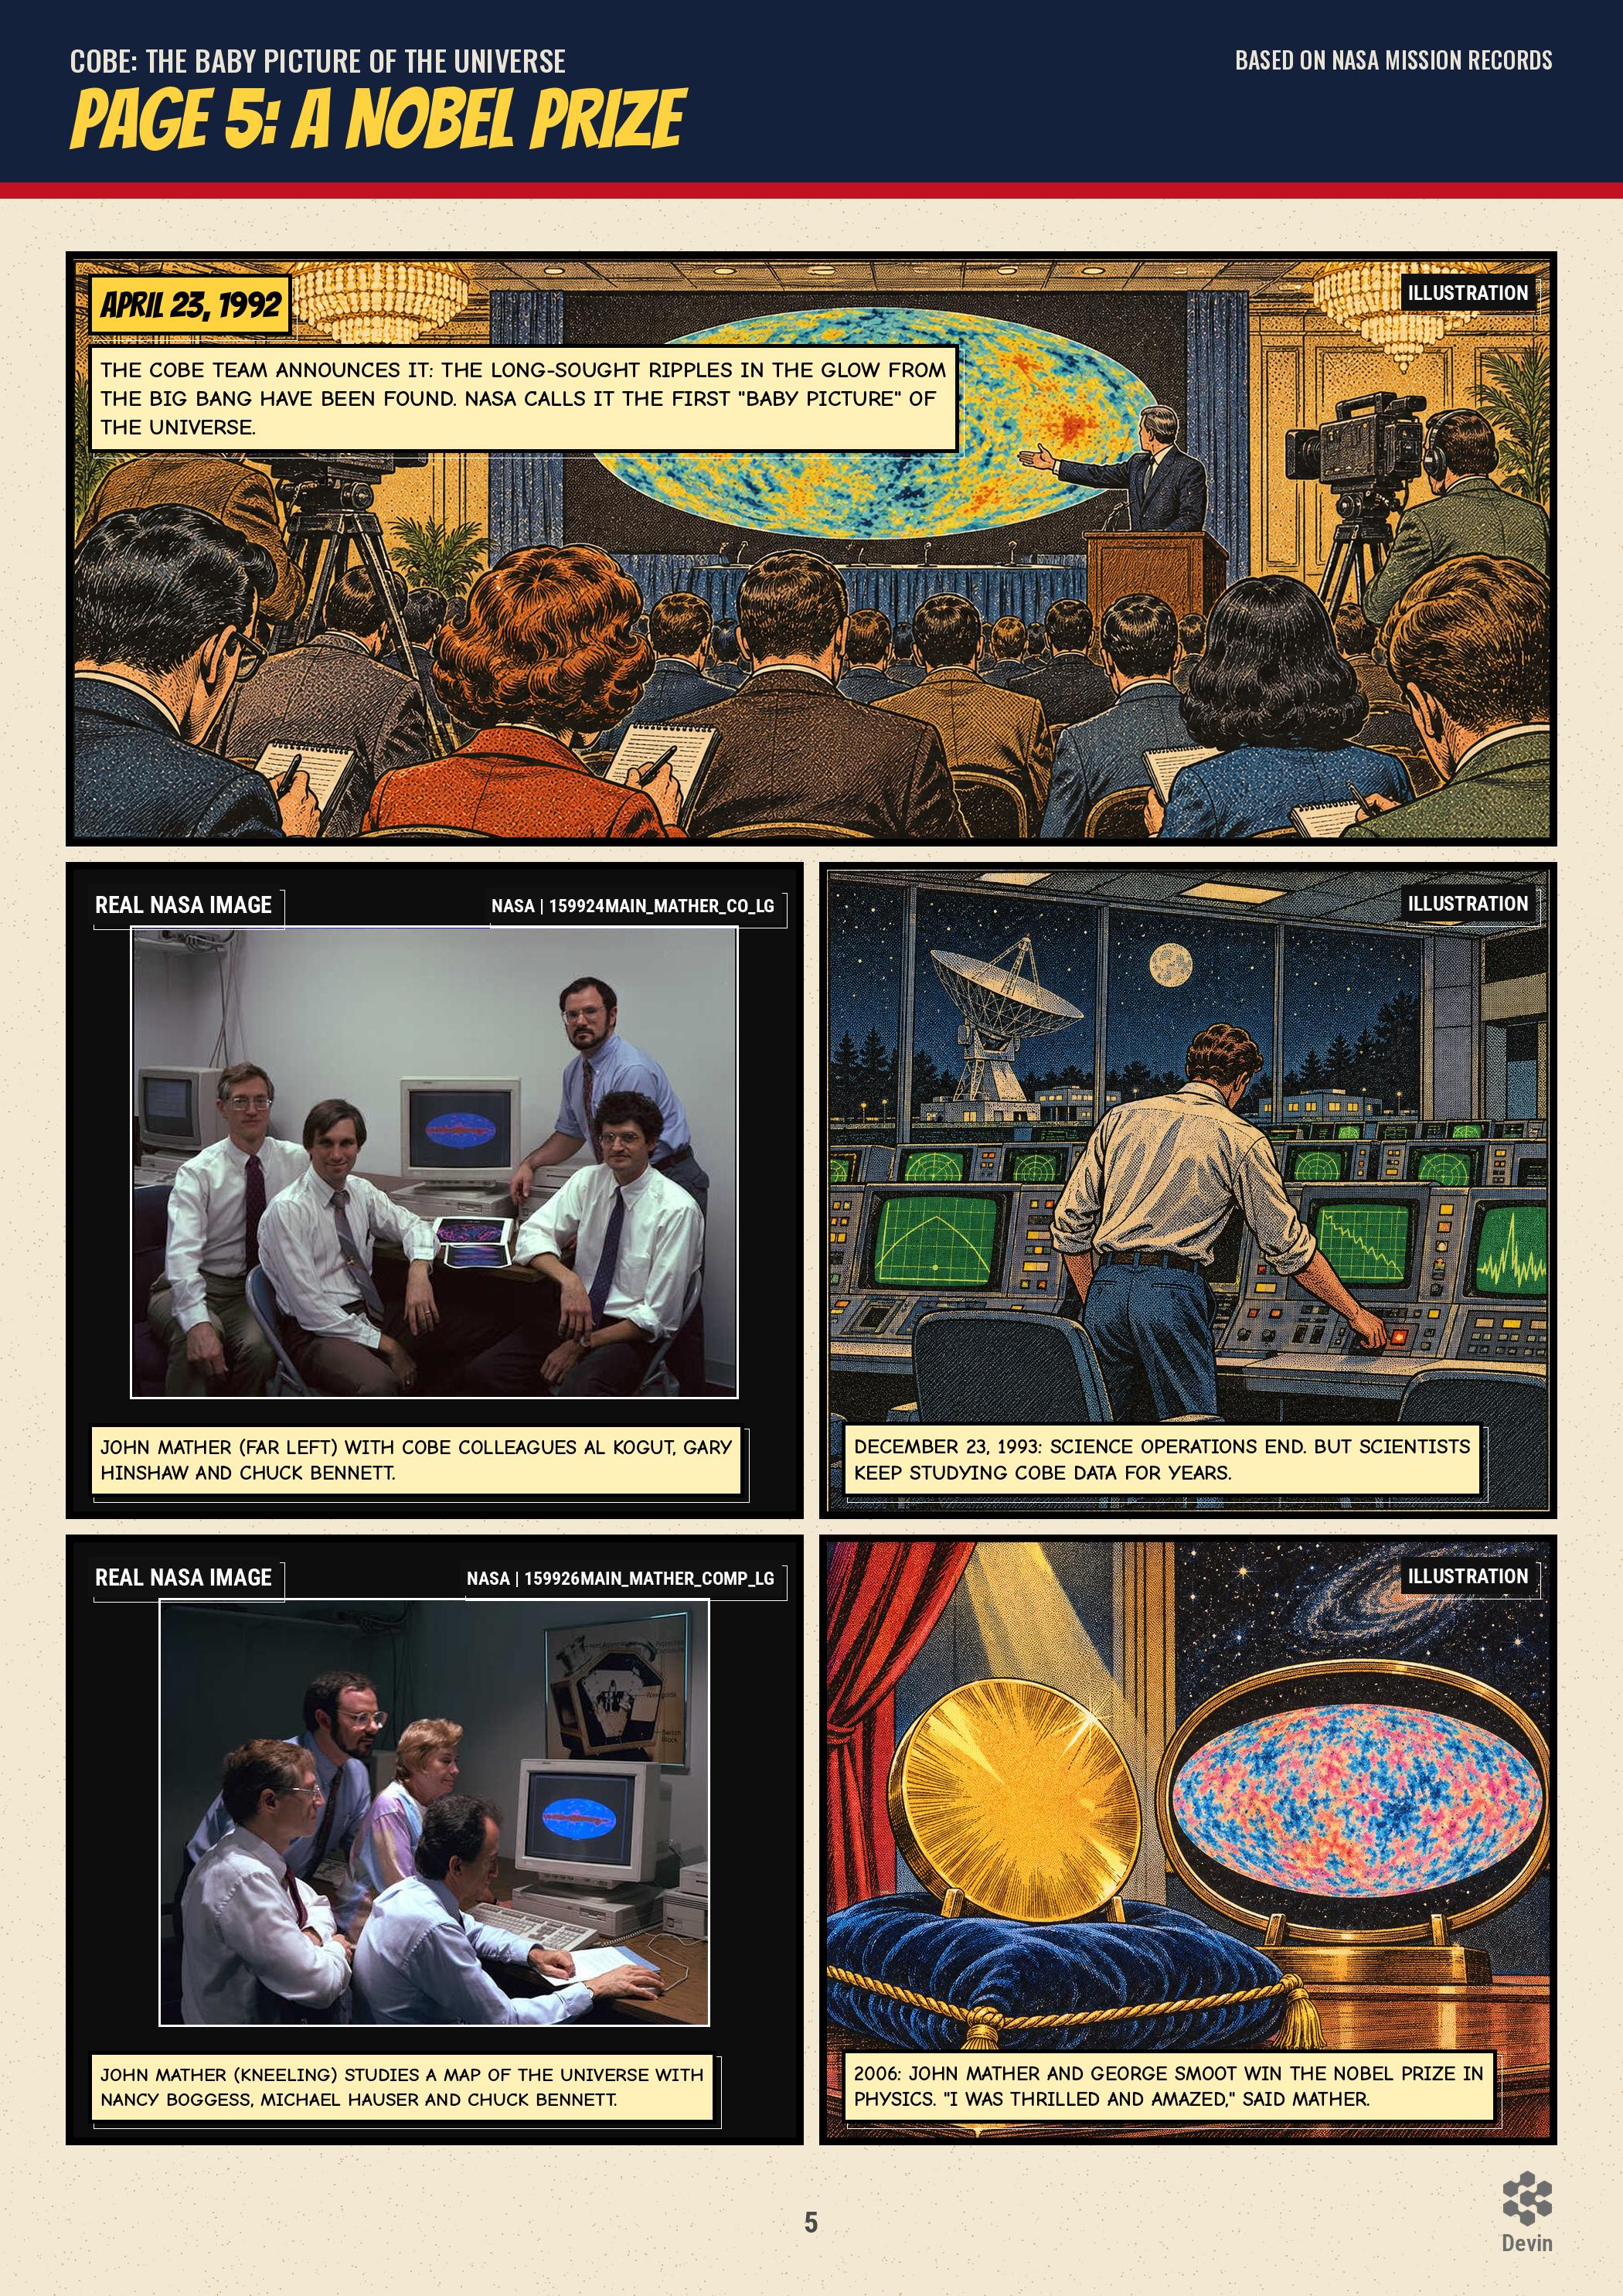 COBE: THE BABY PICTURE OF THE UNIVERSE
BASED ON NASA MISSION RECORDS
PAGE 5: A NOBEL PRIZE
APRIL 23, 1992
ILLUSTRATION
THE COBE TEAM ANNOUNCES IT: THE LONG-SOUGHT RIPPLES IN THE GLOW FROM
THE BIG BANG HAVE BEEN FOUND. NASA CALLS IT THE FIRST "BABY PICTURE" OF
THE UNIVERSE.
REAL NASA IMAGE
NASA | 159924MAIN_MATHER_CO_LG
JOHN MATHER (FAR LEFT) WITH COBE COLLEAGUES AL KOGUT, GARY
HINSHAW AND CHUCK BENNETT.
ILLUSTRATION
DECEMBER 23, 1993: SCIENCE OPERATIONS END. BUT SCIENTISTS
KEEP STUDYING COBE DATA FOR YEARS.
REAL NASA IMAGE
NASA | 159926MAIN_MATHER_COMP_LG
JOHN MATHER (KNEELING) STUDIES A MAP OF THE UNIVERSE WITH
NANCY BOGGESS, MICHAEL HAUSER AND CHUCK BENNETT.
ILLUSTRATION
2006: JOHN MATHER AND GEORGE SMOOT WIN THE NOBEL PRIZE IN
PHYSICS. "I WAS THRILLED AND AMAZED," SAID MATHER.
5
Devin